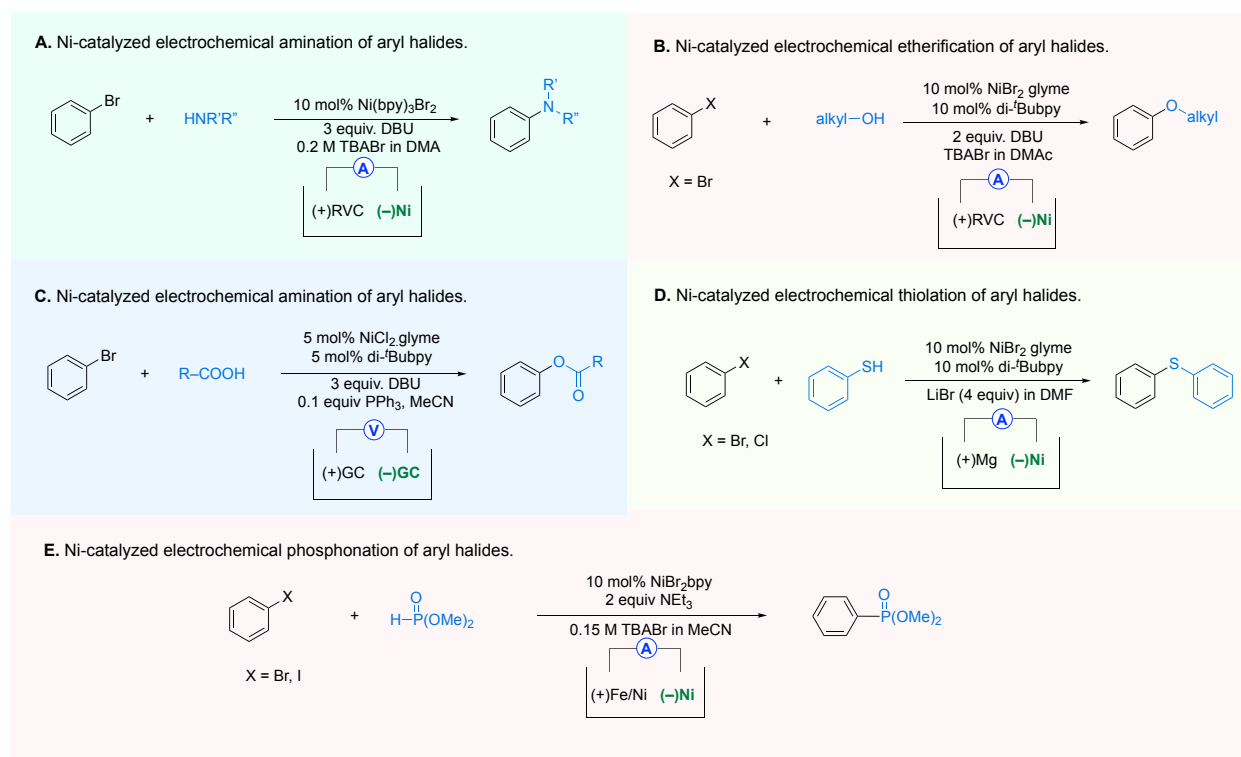 A. Ni-catalyzed electrochemical amination of aryl halides.
Br
+
HNR'R"
10 mol% Ni(bpy)₃Br₂
3 equiv. DBU
0.2 M TBABr in DMA
A
(+)RVC (–)Ni
R'
N
R"
B. Ni-catalyzed electrochemical etherification of aryl halides.
X
+
alkyl–OH
10 mol% NiBr₂ glyme
10 mol% di-ᵗBubpy
2 equiv. DBU
TBABr in DMAc
A
(+)RVC (–)Ni
O
alkyl
X = Br
C. Ni-catalyzed electrochemical amination of aryl halides.
Br
+
R–COOH
5 mol% NiCl₂.glyme
5 mol% di-ᵗBubpy
3 equiv. DBU
0.1 equiv PPh₃, MeCN
V
(+)GC (–)GC
O R
O
D. Ni-catalyzed electrochemical thiolation of aryl halides.
X
+
SH
10 mol% NiBr₂ glyme
10 mol% di-ᵗBubpy
LiBr (4 equiv) in DMF
A
(+)Mg (–)Ni
S
X = Br, Cl
E. Ni-catalyzed electrochemical phosphonation of aryl halides.
X
+
O
H–P(OMe)₂
10 mol% NiBr₂bpy
2 equiv NEt₃
0.15 M TBABr in MeCN
A
(+)Fe/Ni (–)Ni
O
P(OMe)₂
X = Br, I